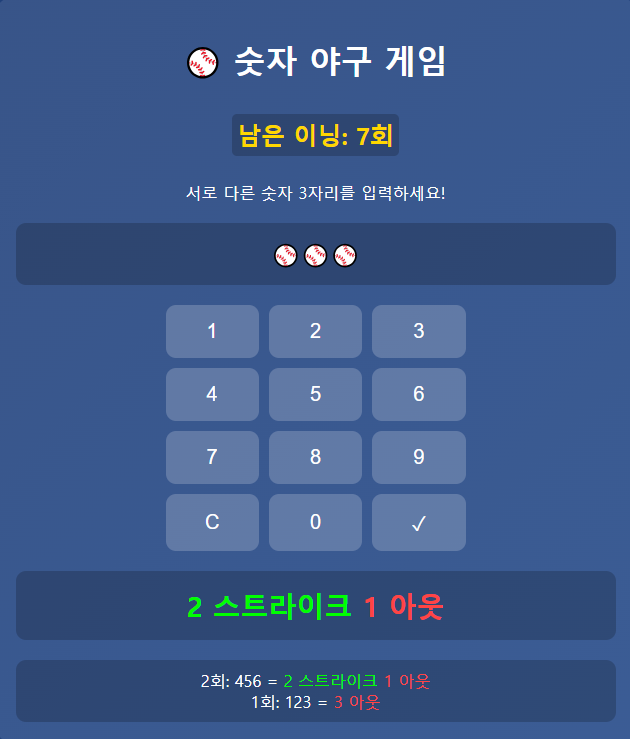 숫자 야구 게임
남은 이닝: 7회
서로 다른 숫자 3자리를 입력하세요!
1 2 3
4 5 6
7 8 9
C 0 ✓
2 스트라이크 1 아웃
2회: 456 = 2 스트라이크 1 아웃
1회: 123 = 3 아웃